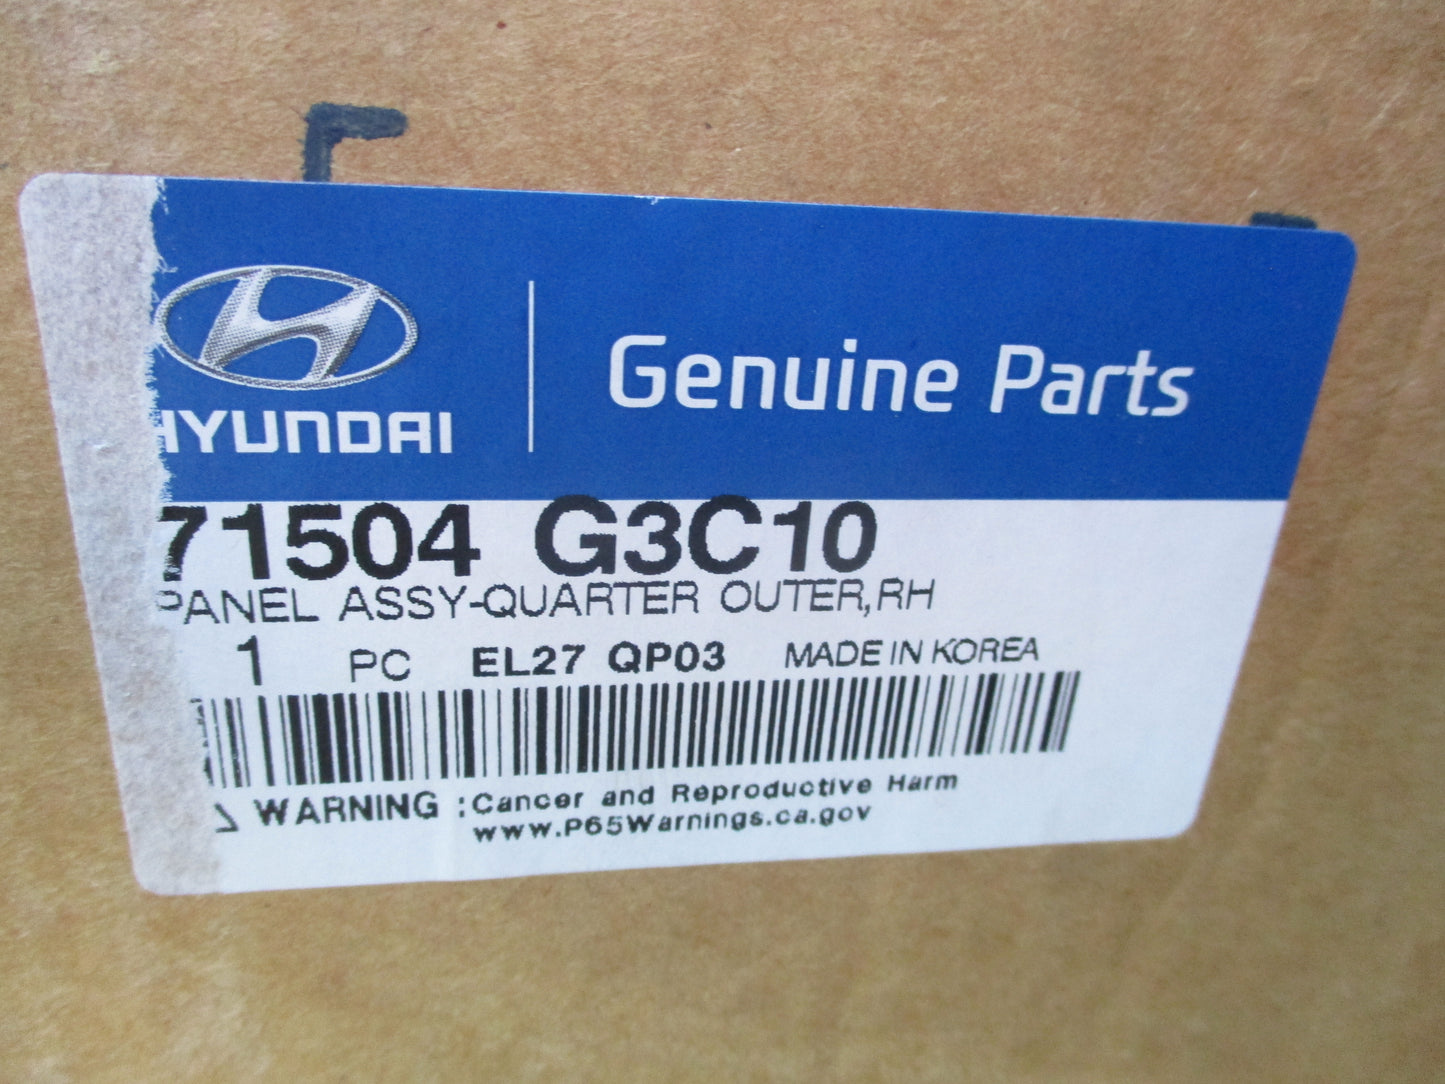 HYUNDAI
Genuine Parts
71504 G3C10
PANEL ASSY-QUARTER OUTER,RH
1 PC EL27 QP03 MADE IN KOREA
WARNING :Cancer and Reproductive Harm
www.P65Warnings.ca.gov